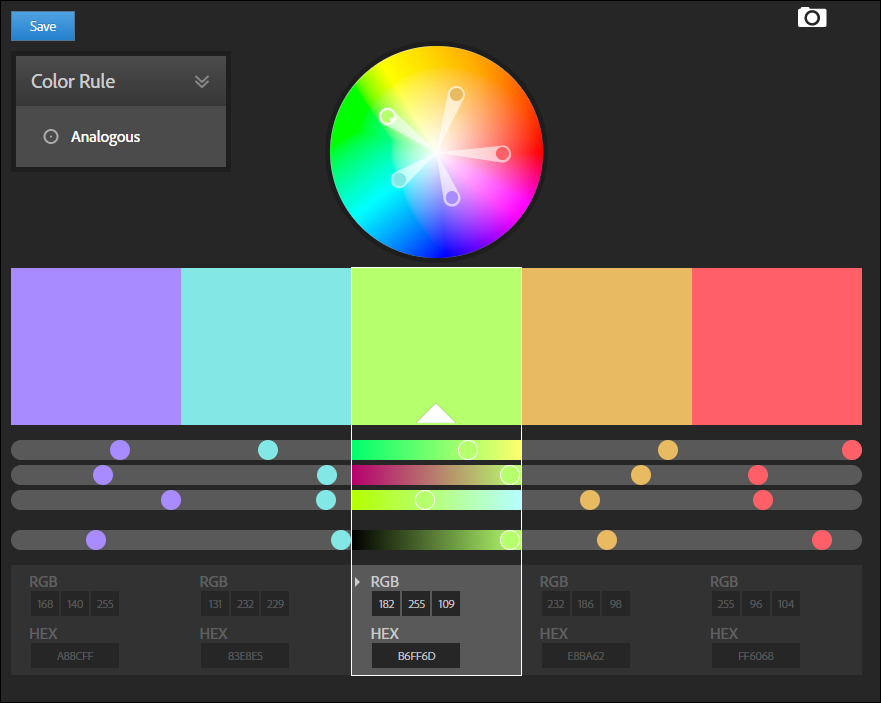 Save
Color Rule
Analogous
RGB RGB RGB RGB RGB
168 140 255 131 232 229 182 255 109 232 186 98 255 96 104
HEX HEX HEX HEX HEX
A88CFF 83E8E5 B6FF6D E8BA62 FF6068